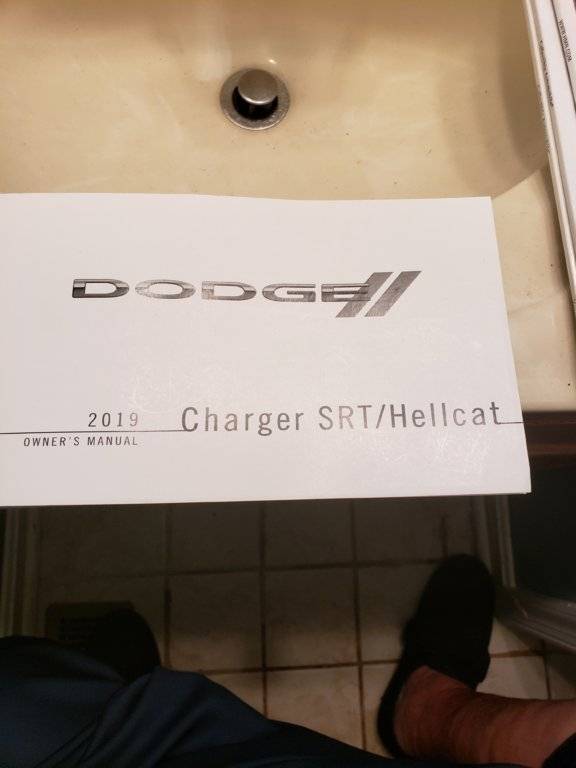 DODGE
2019 Charger SRT/Hellcat
OWNER'S MANUAL